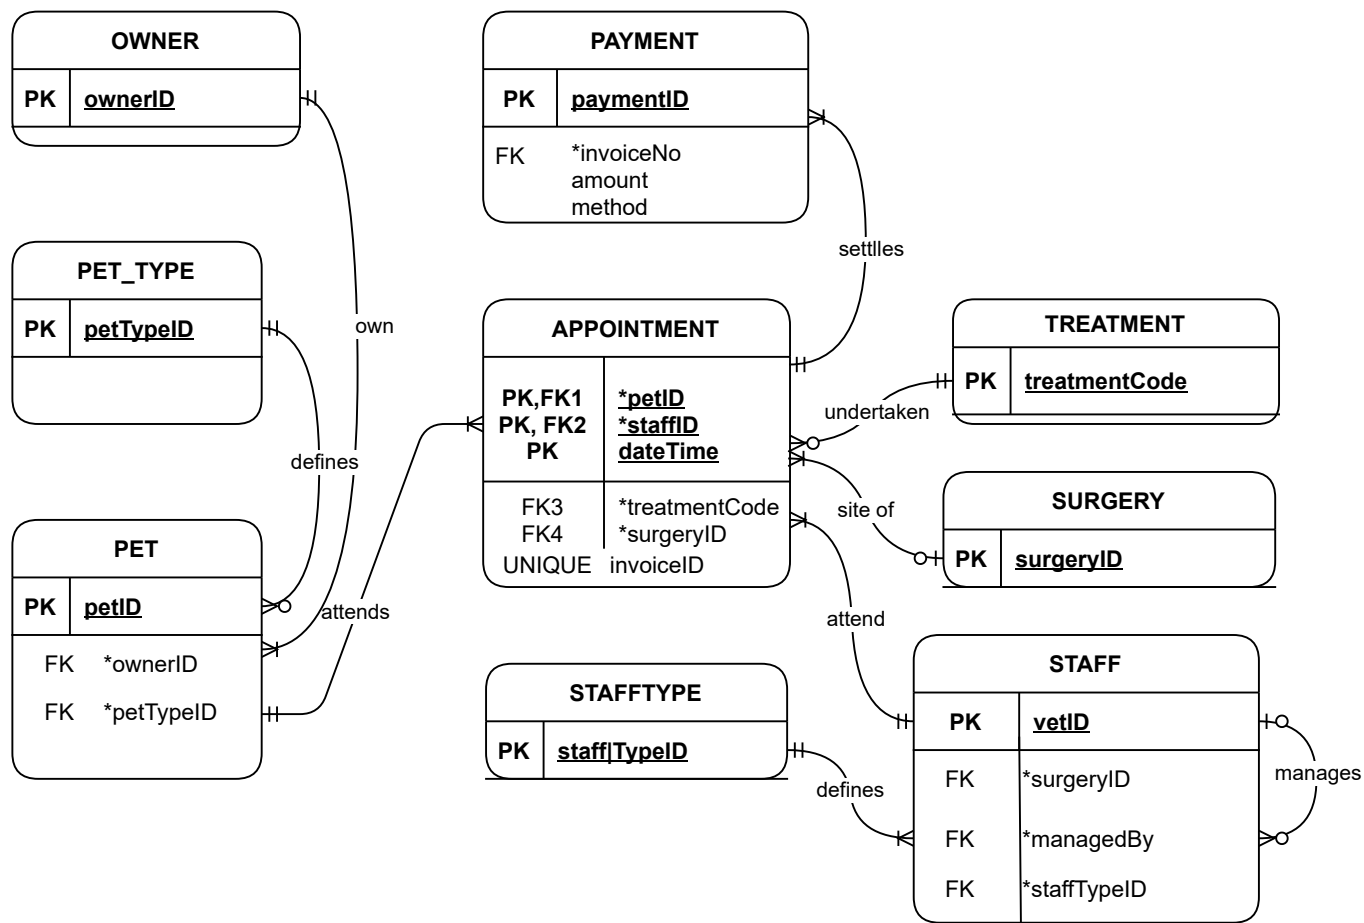 OWNER
PK ownerID
PAYMENT
PK paymentID
FK *invoiceNo
amount
method
settlles
PET_TYPE
PK petTypeID
own
defines
APPOINTMENT
PK,FK1 *petID
PK, FK2 *staffID
PK dateTime
FK3 *treatmentCode
FK4 *surgeryID
UNIQUE invoiceID
TREATMENT
PK treatmentCode
undertaken
SURGERY
PK surgeryID
site of
PET
PK petID
FK *ownerID
FK *petTypeID
attends
attend
STAFFTYPE
PK staff|TypeID
defines
STAFF
PK vetID
FK *surgeryID
FK *managedBy
FK *staffTypeID
manages